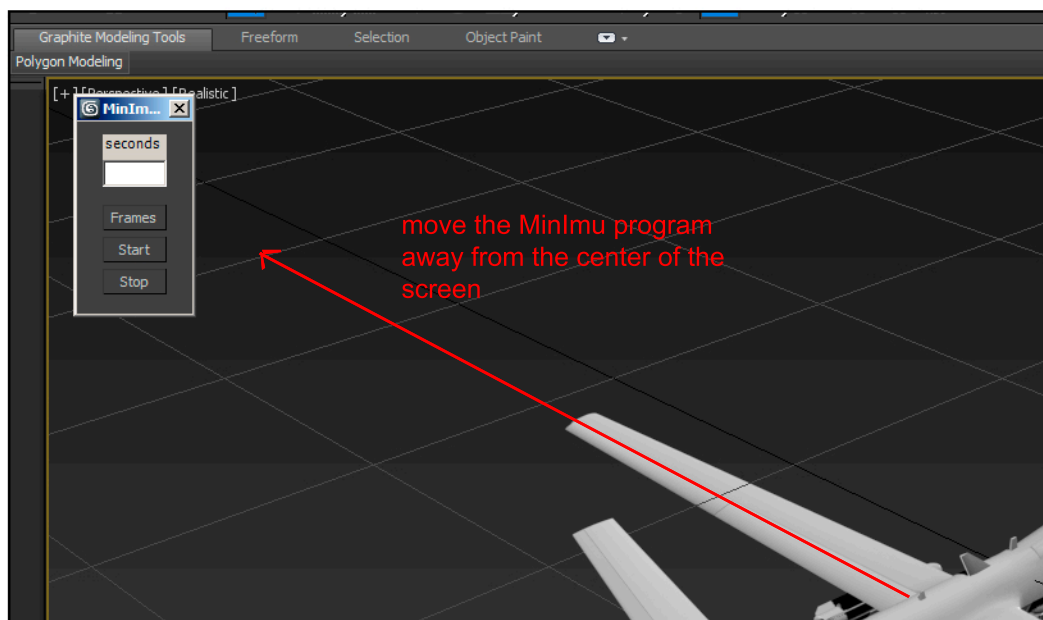 Graphite Modeling Tools Freeform Selection Object Paint
Polygon Modeling
[+][Perspective][Realistic]
MinIm...
seconds
Frames
Start
Stop
move the MinImu program
away from the center of the
screen